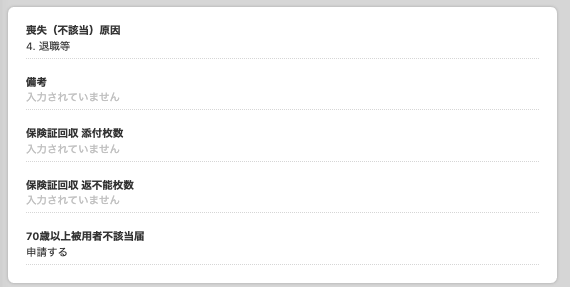 喪失（不該当）原因
4. 退職等
備考
入力されていません
保険証回収 添付枚数
入力されていません
保険証回収 返不能枚数
入力されていません
70歳以上被用者不該当届
申請する